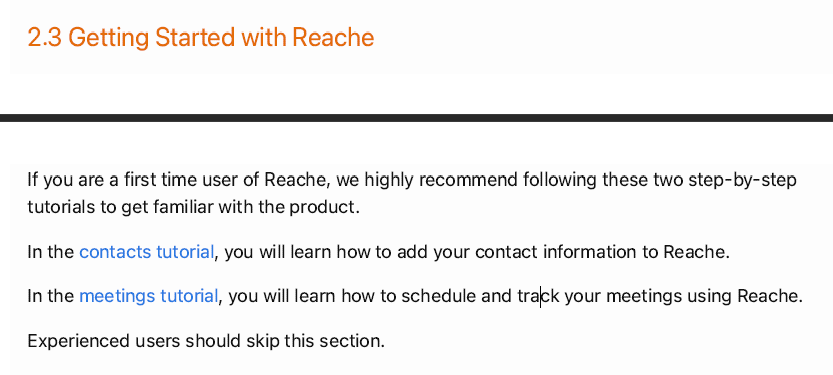 2.3 Getting Started with Reache
If you are a first time user of Reache, we highly recommend following these two step-by-step
tutorials to get familiar with the product.
In the contacts tutorial, you will learn how to add your contact information to Reache.
In the meetings tutorial, you will learn how to schedule and track your meetings using Reache.
Experienced users should skip this section.